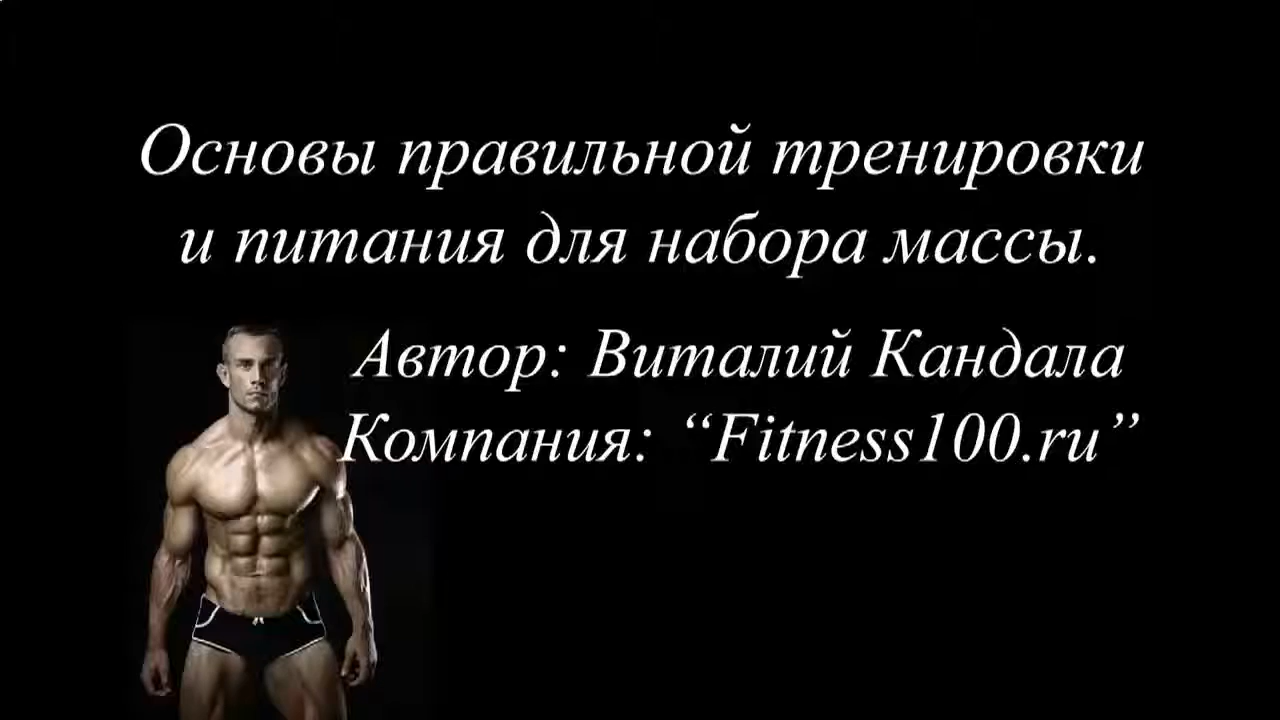 Основы правильной тренировки
и питания для набора массы.
Автор: Виталий Кандала
Компания: “Fitness100.ru”